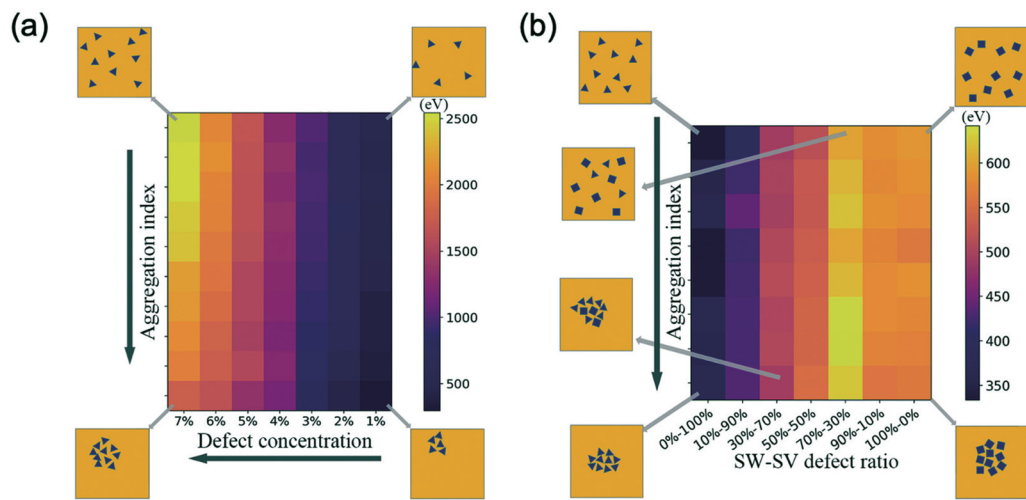 (a)
(eV)
2500
2000
1500
1000
500
Aggregation index
7% 6% 5% 4% 3% 2% 1%
Defect concentration
(b)
(eV)
600
550
500
450
400
350
Aggregation index
0%-100% 10%-90% 30%-70% 50%-50% 70%-30% 90%-10% 100%-0%
SW-SV defect ratio